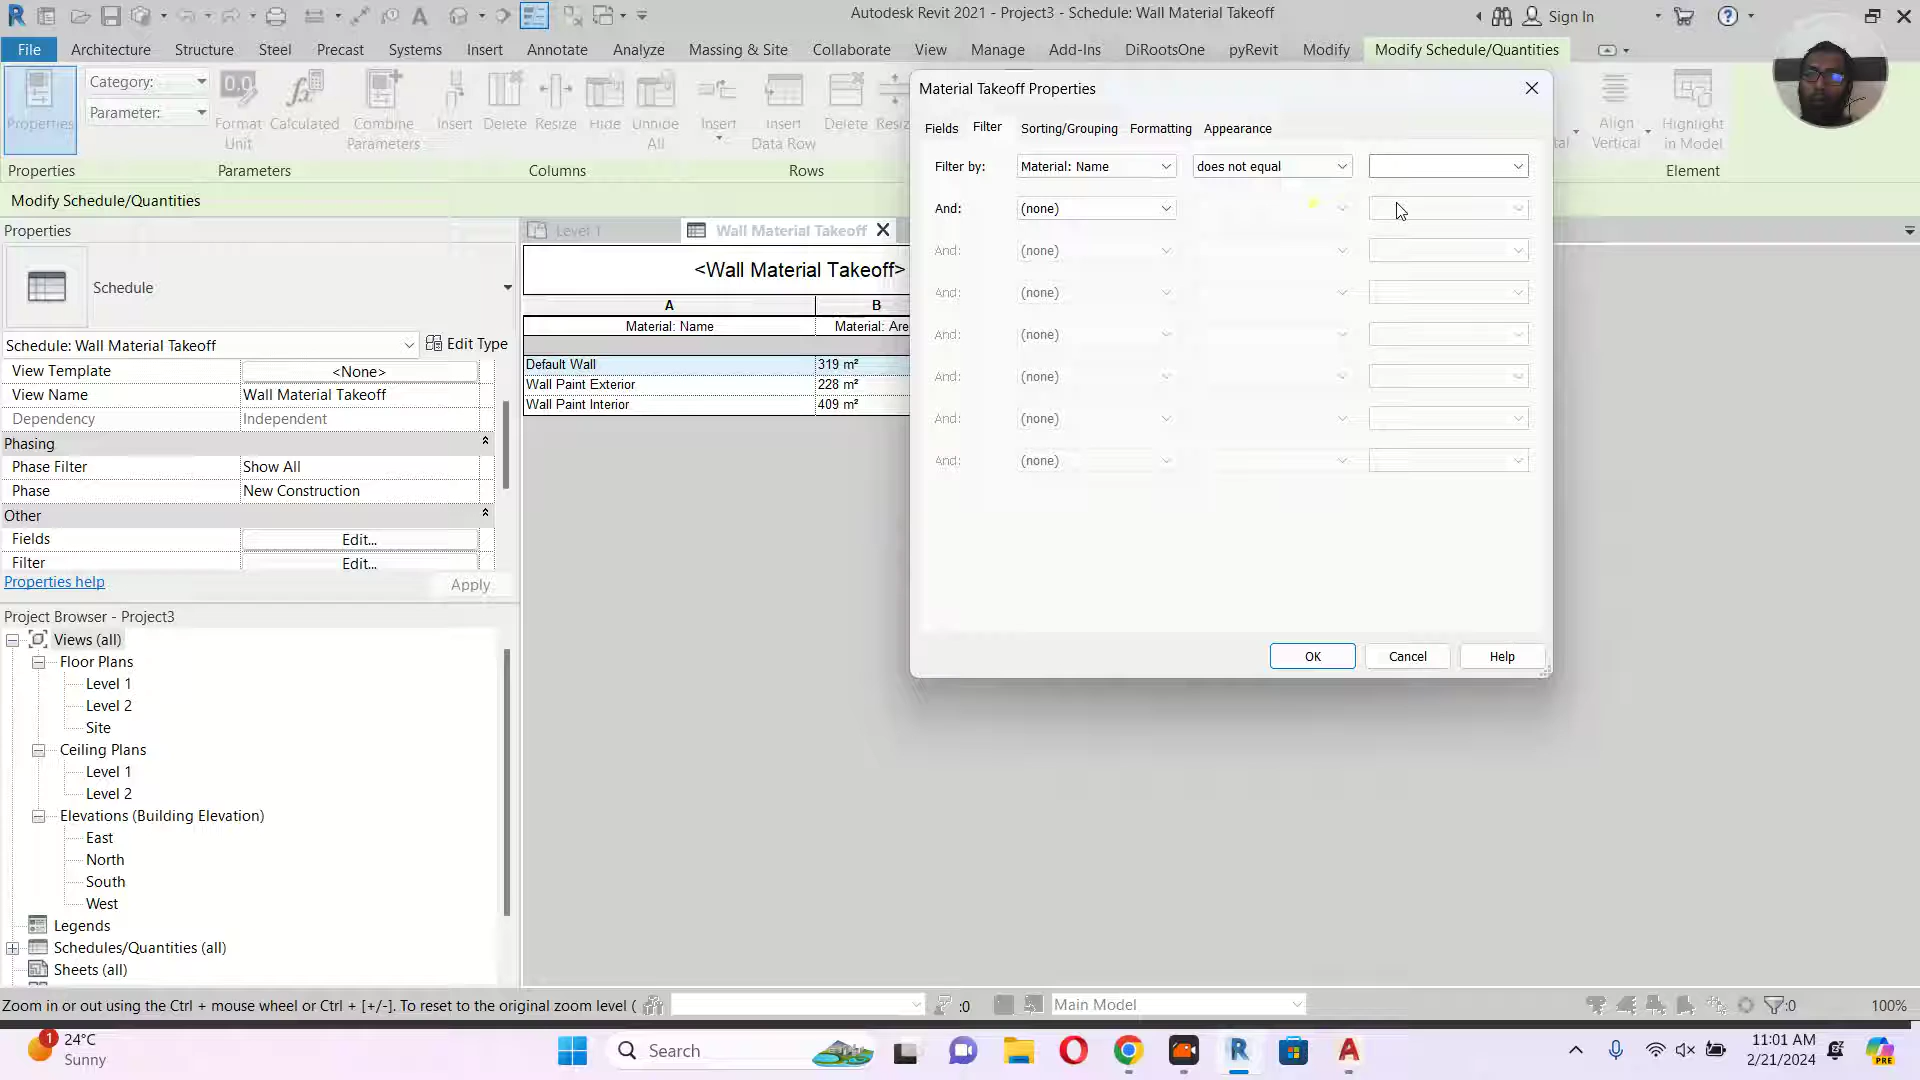 Autodesk Revit 2021 - Project3 - Schedule: Wall Material Takeoff
Sign In
File Architecture Structure Steel Precast Systems Insert Annotate Analyze Massing & Site Collaborate View Manage Add-Ins DiRootsOne pyRevit Modify Modify Schedule/Quantities
Properties
Category:
Parameter:
Format Unit
Calculated
Combine Parameters
Insert
Delete
Resize
Hide
Unhide All
Insert
Insert Data Row
Delete
Align Vertical
Highlight in Model
Properties Parameters Columns Rows Element
Modify Schedule/Quantities
Properties
Schedule
Schedule: Wall Material Takeoff
Edit Type
View Template <None>
View Name Wall Material Takeoff
Dependency Independent
Phasing
Phase Filter Show All
Phase New Construction
Other
Fields Edit...
Filter Edit...
Properties help
Apply
Project Browser - Project3
Views (all)
Floor Plans
Level 1
Level 2
Site
Ceiling Plans
Level 1
Level 2
Elevations (Building Elevation)
East
North
South
West
Legends
Schedules/Quantities (all)
Sheets (all)
Level 1
Wall Material Takeoff
<Wall Material Takeoff>
A B
Material: Name Material: Are
Default Wall 319 m²
Wall Paint Exterior 228 m²
Wall Paint Interior 409 m²
Material Takeoff Properties
Fields Filter Sorting/Grouping Formatting Appearance
Filter by: Material: Name does not equal
And: (none)
And: (none)
And: (none)
And: (none)
And: (none)
And: (none)
And: (none)
OK Cancel Help
Zoom in or out using the Ctrl + mouse wheel or Ctrl + [+/-]. To reset to the original zoom level (
:0
Main Model
:0
100%
1
24°C
Sunny
Search
11:01 AM
2/21/2024
PRE